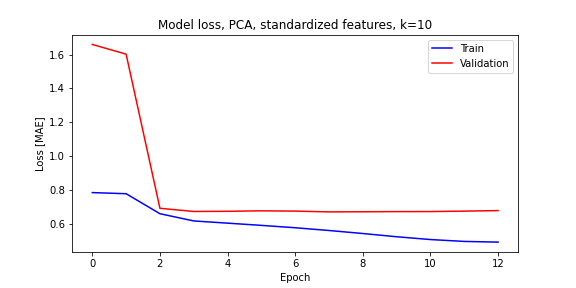 Model loss, PCA, standardized features, k=10
Train
Validation
Loss [MAE]
1.6
1.4
1.2
1.0
0.8
0.6
0 2 4 6 8 10 12
Epoch